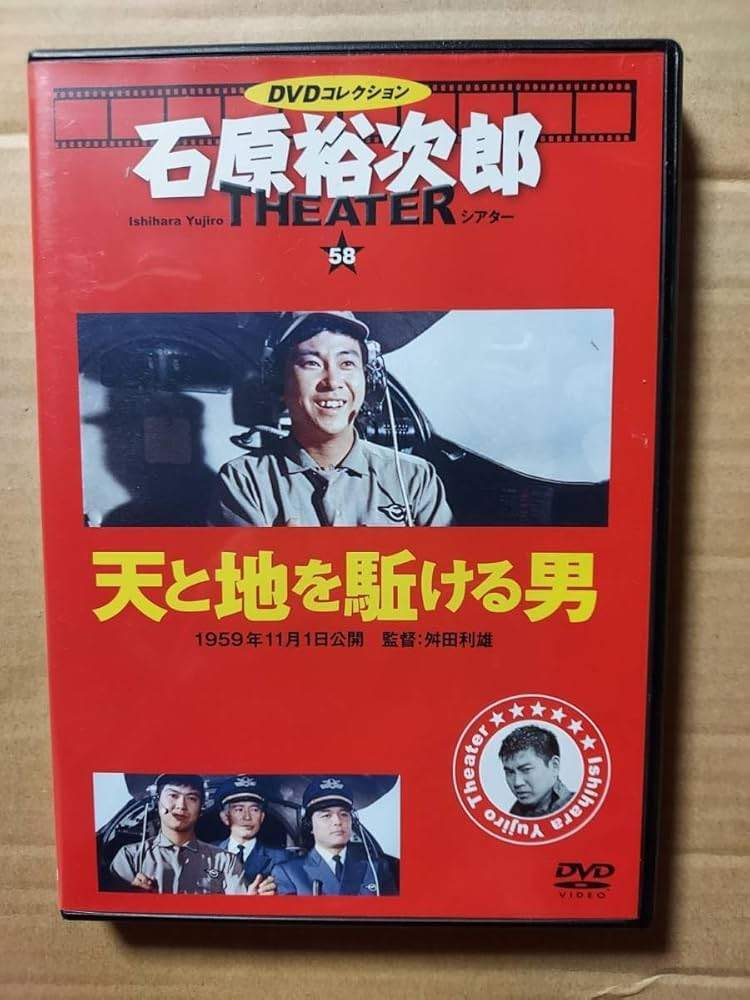 DVDコレクション
石原裕次郎
Ishihara Yujiro THEATER シアター
58
天と地を駈ける男
1959年11月1日公開 監督:舛田利雄
Ishihara Yujiro Theater
DVD
VIDEO